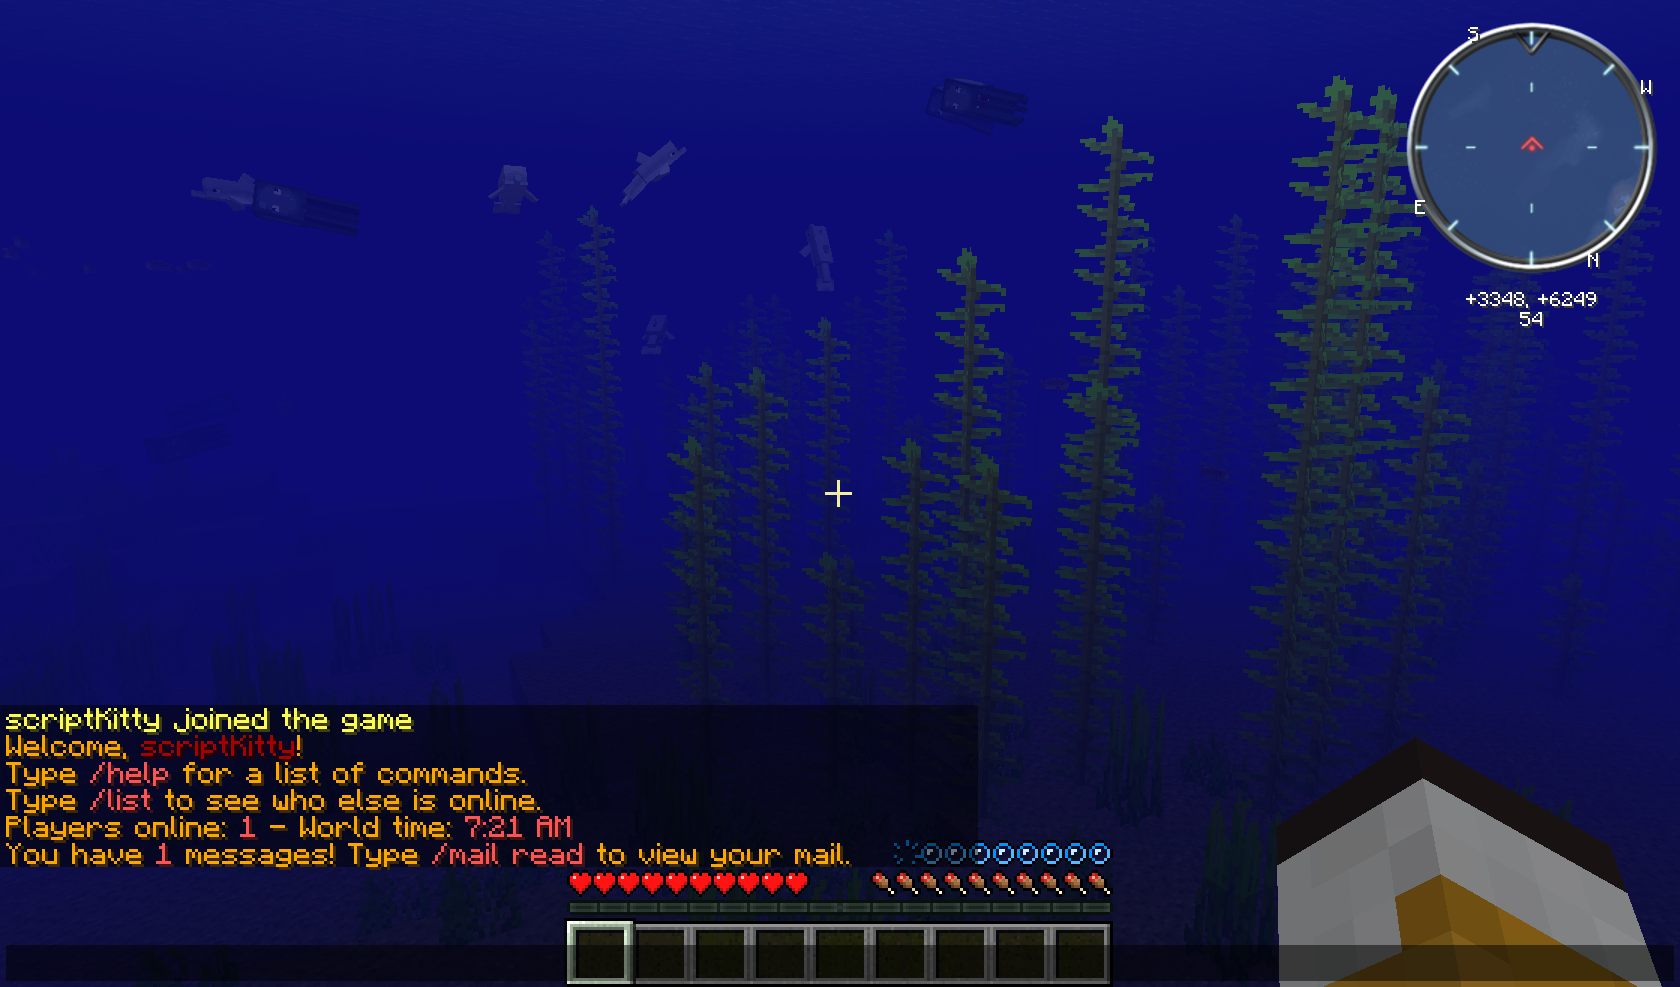 S
W
E
N
+3348, +6249
54
scriptKitty joined the game
Welcome, scriptKitty!
Type /help for a list of commands.
Type /list to see who else is online.
Players online: 1 - World time: 7:21 AM
You have 1 messages! Type /mail read to view your mail.